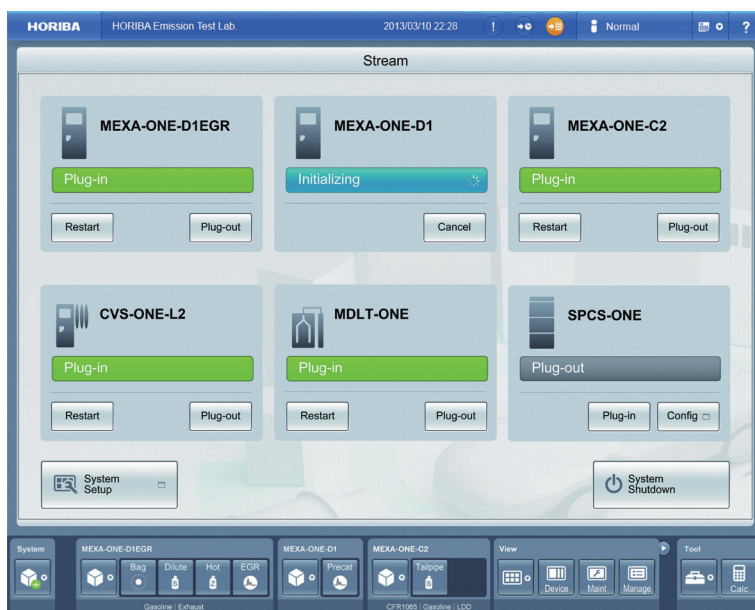 HORIBA HORIBA Emission Test Lab. 2013/03/10 22:28 ! Normal ?
Stream
MEXA-ONE-D1EGR
Plug-in
Restart Plug-out
MEXA-ONE-D1
Initializing
Cancel
MEXA-ONE-C2
Plug-in
Restart Plug-out
CVS-ONE-L2
Plug-in
Restart Plug-out
MDLT-ONE
Plug-in
Restart Plug-out
SPCS-ONE
Plug-out
Plug-in Config
System
Setup
System
Shutdown
System
MEXA-ONE-D1EGR
Bag Dilute Hot EGR
S Z
Gasoline | Exhaust
MEXA-ONE-D1
Precat
MEXA-ONE-C2
Tailpipe
S
CFR1065 | Gasoline | LDD
View
Device Maint Manage
Tool
Calc